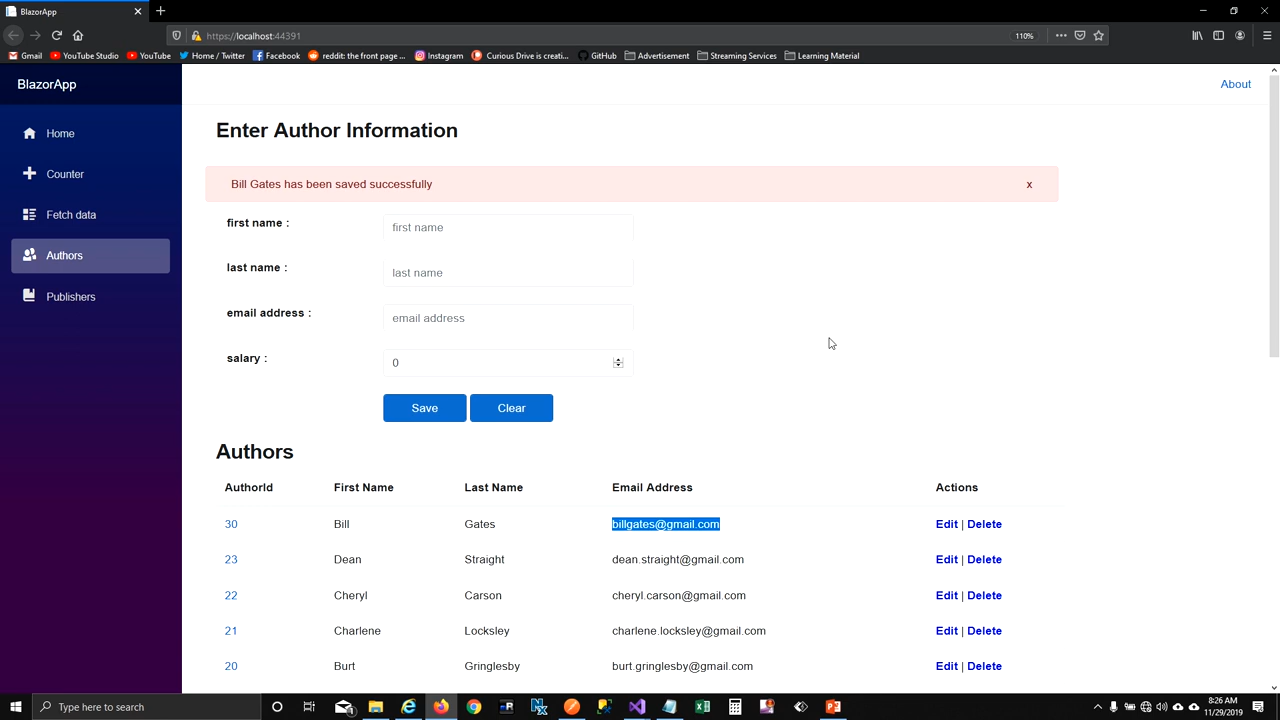 BlazorApp
https://localhost:44391
110%
Gmail
YouTube Studio
YouTube
Home / Twitter
Facebook
reddit: the front page ...
Instagram
Curious Drive is creati...
GitHub
Advertisement
Streaming Services
Learning Material
BlazorApp
About
Home
Counter
Fetch data
Authors
Publishers
Enter Author Information
Bill Gates has been saved successfully x
first name : first name
last name : last name
email address : email address
salary : 0
Save Clear
Authors
AuthorId First Name Last Name Email Address Actions
30 Bill Gates billgates@gmail.com Edit | Delete
23 Dean Straight dean.straight@gmail.com Edit | Delete
22 Cheryl Carson cheryl.carson@gmail.com Edit | Delete
21 Charlene Locksley charlene.locksley@gmail.com Edit | Delete
20 Burt Gringlesby burt.gringlesby@gmail.com Edit | Delete
Type here to search
8:26 AM
11/29/2019